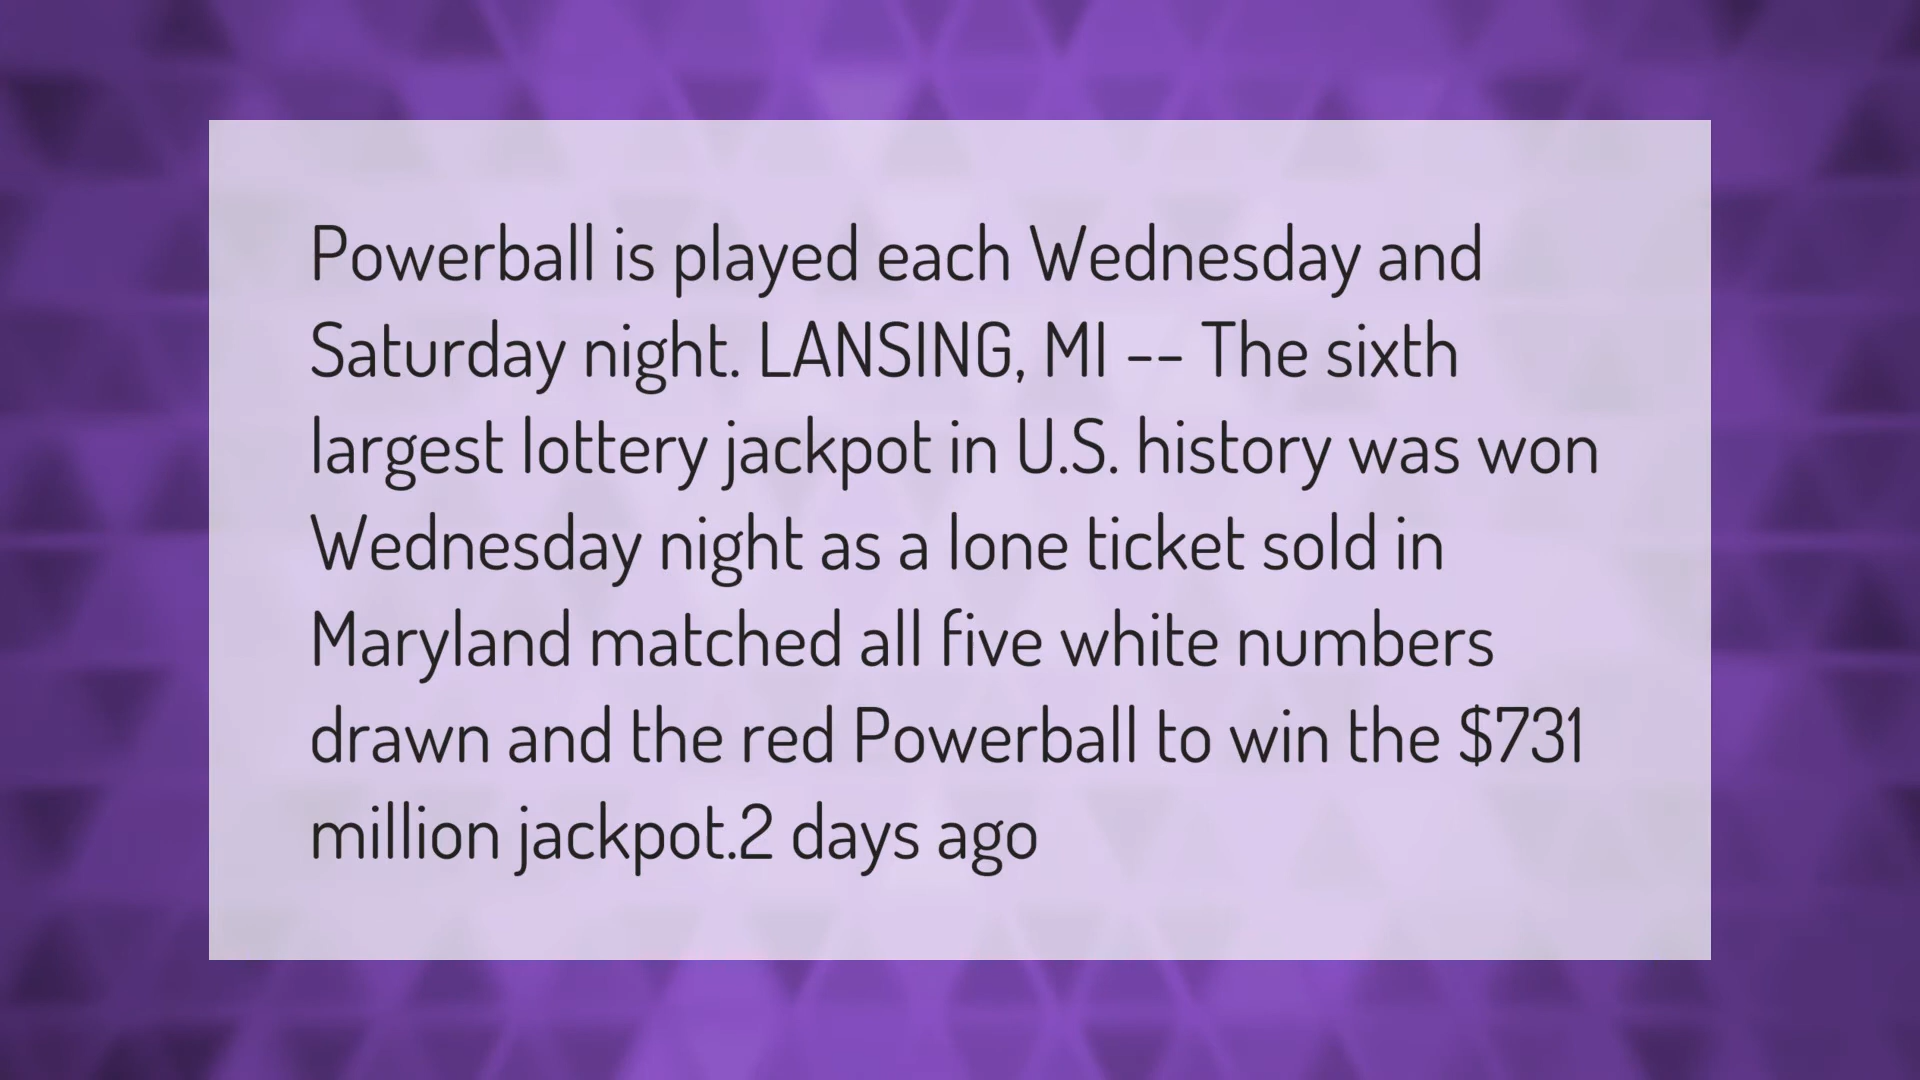 Powerball is played each Wednesday and
Saturday night. LANSING, MI -- The sixth
largest lottery jackpot in U.S. history was won
Wednesday night as a lone ticket sold in
Maryland matched all five white numbers
drawn and the red Powerball to win the $731
million jackpot.2 days ago